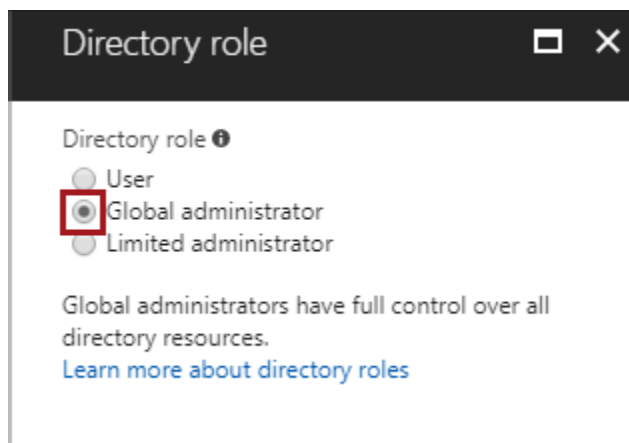 Directory role
Directory role
User
Global administrator
Limited administrator
Global administrators have full control over all
directory resources.
Learn more about directory roles